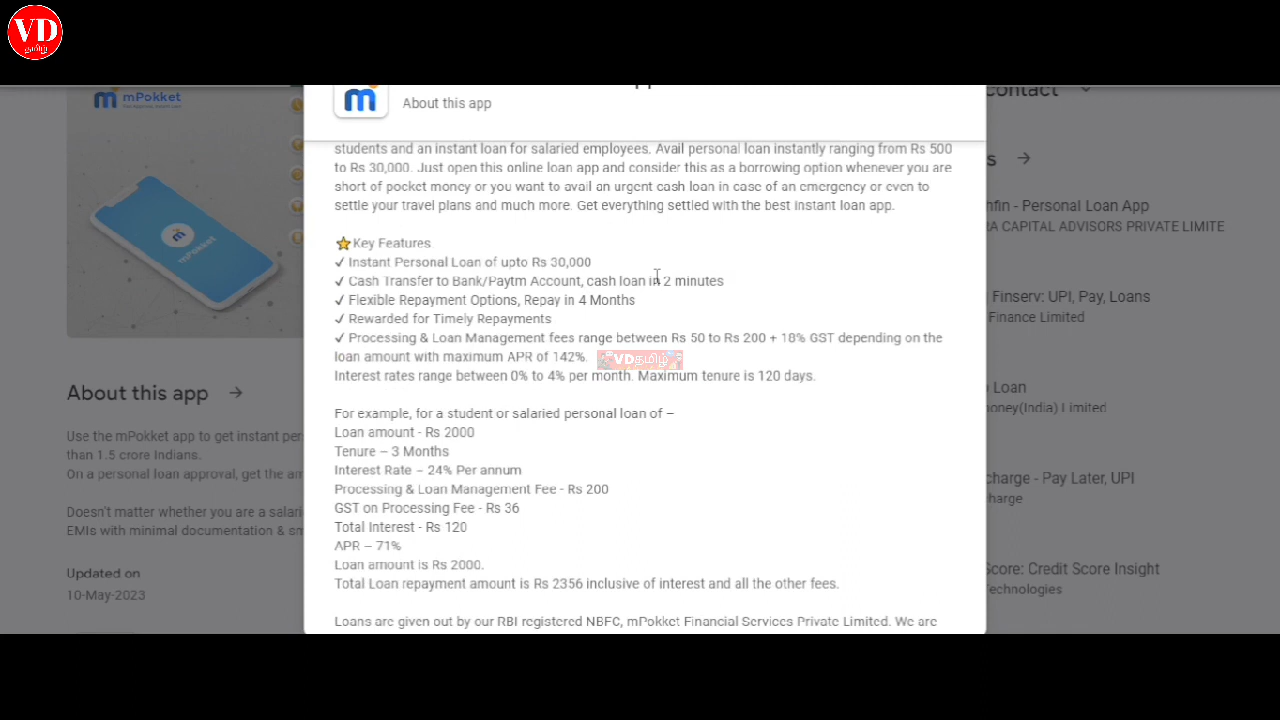 VD
தமிழ்
mPokket
About this app
students and an instant loan for salaried employees. Avail personal loan instantly ranging from Rs 500
to Rs 30,000. Just open this online loan app and consider this as a borrowing option whenever you are
short of pocket money or you want to avail an urgent cash loan in case of an emergency or even to
settle your travel plans and much more. Get everything settled with the best instant loan app.
⭐Key Features.
✓ Instant Personal Loan of upto Rs 30,000
✓ Cash Transfer to Bank/Paytm Account, cash loan in 2 minutes
✓ Flexible Repayment Options, Repay in 4 Months
✓ Rewarded for Timely Repayments
✓ Processing & Loan Management fees range between Rs 50 to Rs 200 + 18% GST depending on the
loan amount with maximum APR of 142%.
VDதமிழ்
Interest rates range between 0% to 4% per month. Maximum tenure is 120 days.
For example, for a student or salaried personal loan of –
Loan amount - Rs 2000
Tenure – 3 Months
Interest Rate – 24% Per annum
Processing & Loan Management Fee - Rs 200
GST on Processing Fee - Rs 36
Total Interest - Rs 120
APR – 71%
Loan amount is Rs 2000.
Total Loan repayment amount is Rs 2356 inclusive of interest and all the other fees.
Loans are given out by our RBI registered NBFC, mPokket Financial Services Private Limited. We are
mPokket
About this app →
Use the mPokket app to get instant per
than 1.5 crore Indians.
On a personal loan approval, get the am
Doesn't matter whether you are a salari
EMIs with minimal documentation & sm
Updated on
10-May-2023
contact
s →
hfin - Personal Loan App
RA CAPITAL ADVISORS PRIVATE LIMITE
Finserv: UPI, Pay, Loans
Finance Limited
o Loan
oney(India) Limited
charge - Pay Later, UPI
harge
Score: Credit Score Insight
echnologies